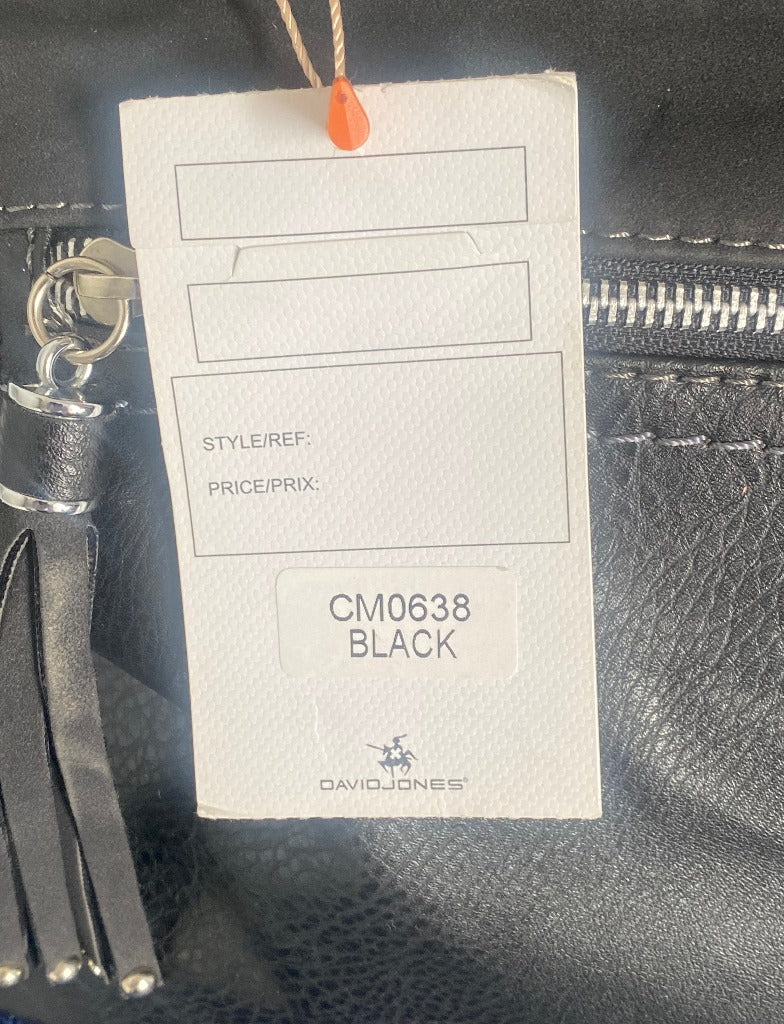 STYLE/REF:
PRICE/PRIX:
CM0638
BLACK
DAVIDJONES®